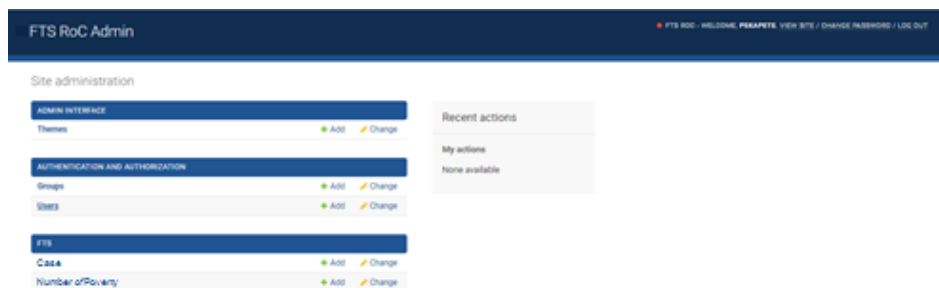 FTS RoC Admin
FTS ROC - WELCOME, PEKAPETE. VIEW SITE / CHANGE PASSWORD / LOG OUT
Site administration
ADMIN INTERFACE
Themes + Add Change
AUTHENTICATION AND AUTHORIZATION
Groups + Add Change
Users + Add Change
FTS
Case + Add Change
Number of Poverty + Add Change
Recent actions
My actions
None available